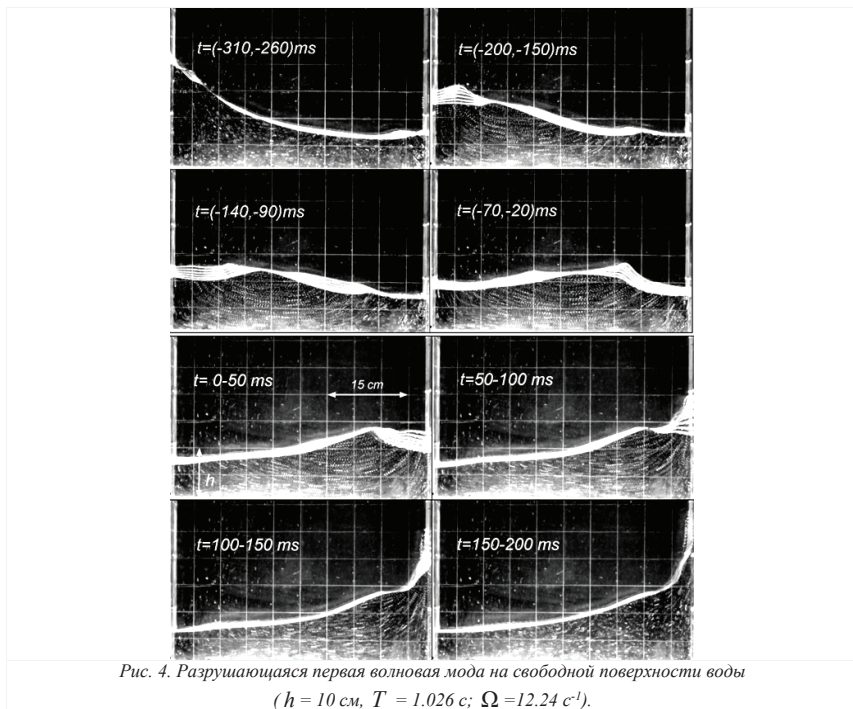 t=(-310,-260)ms
t=(-200,-150)ms
t=(-140,-90)ms
t=(-70,-20)ms
t= 0-50 ms
15 cm
t=50-100 ms
h
t=100-150 ms
t=150-200 ms
Рис. 4. Разрушающаяся первая волновая мода на свободной поверхности воды
( h = 10 см, T = 1.026 с; Ω =12.24 с-1).